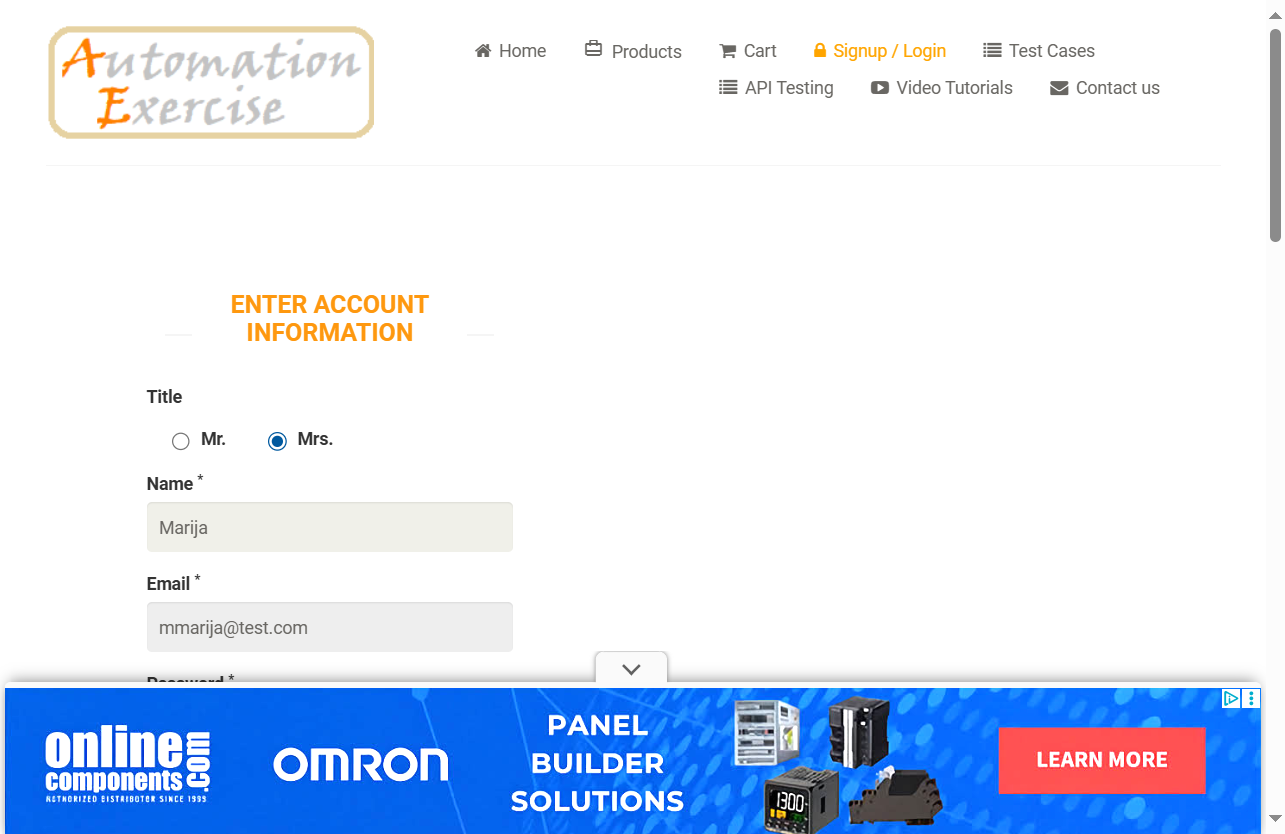 Automation
Exercise
Home
Products
Cart
Signup / Login
Test Cases
API Testing
Video Tutorials
Contact us
ENTER ACCOUNT
INFORMATION
Title
Mr.
Mrs.
Name *
Marija
Email *
mmarija@test.com
Password *
online
components
.com
AUTHORIZED DISTRIBUTOR SINCE 1995
OMRON
PANEL
BUILDER
SOLUTIONS
1300
LEARN MORE